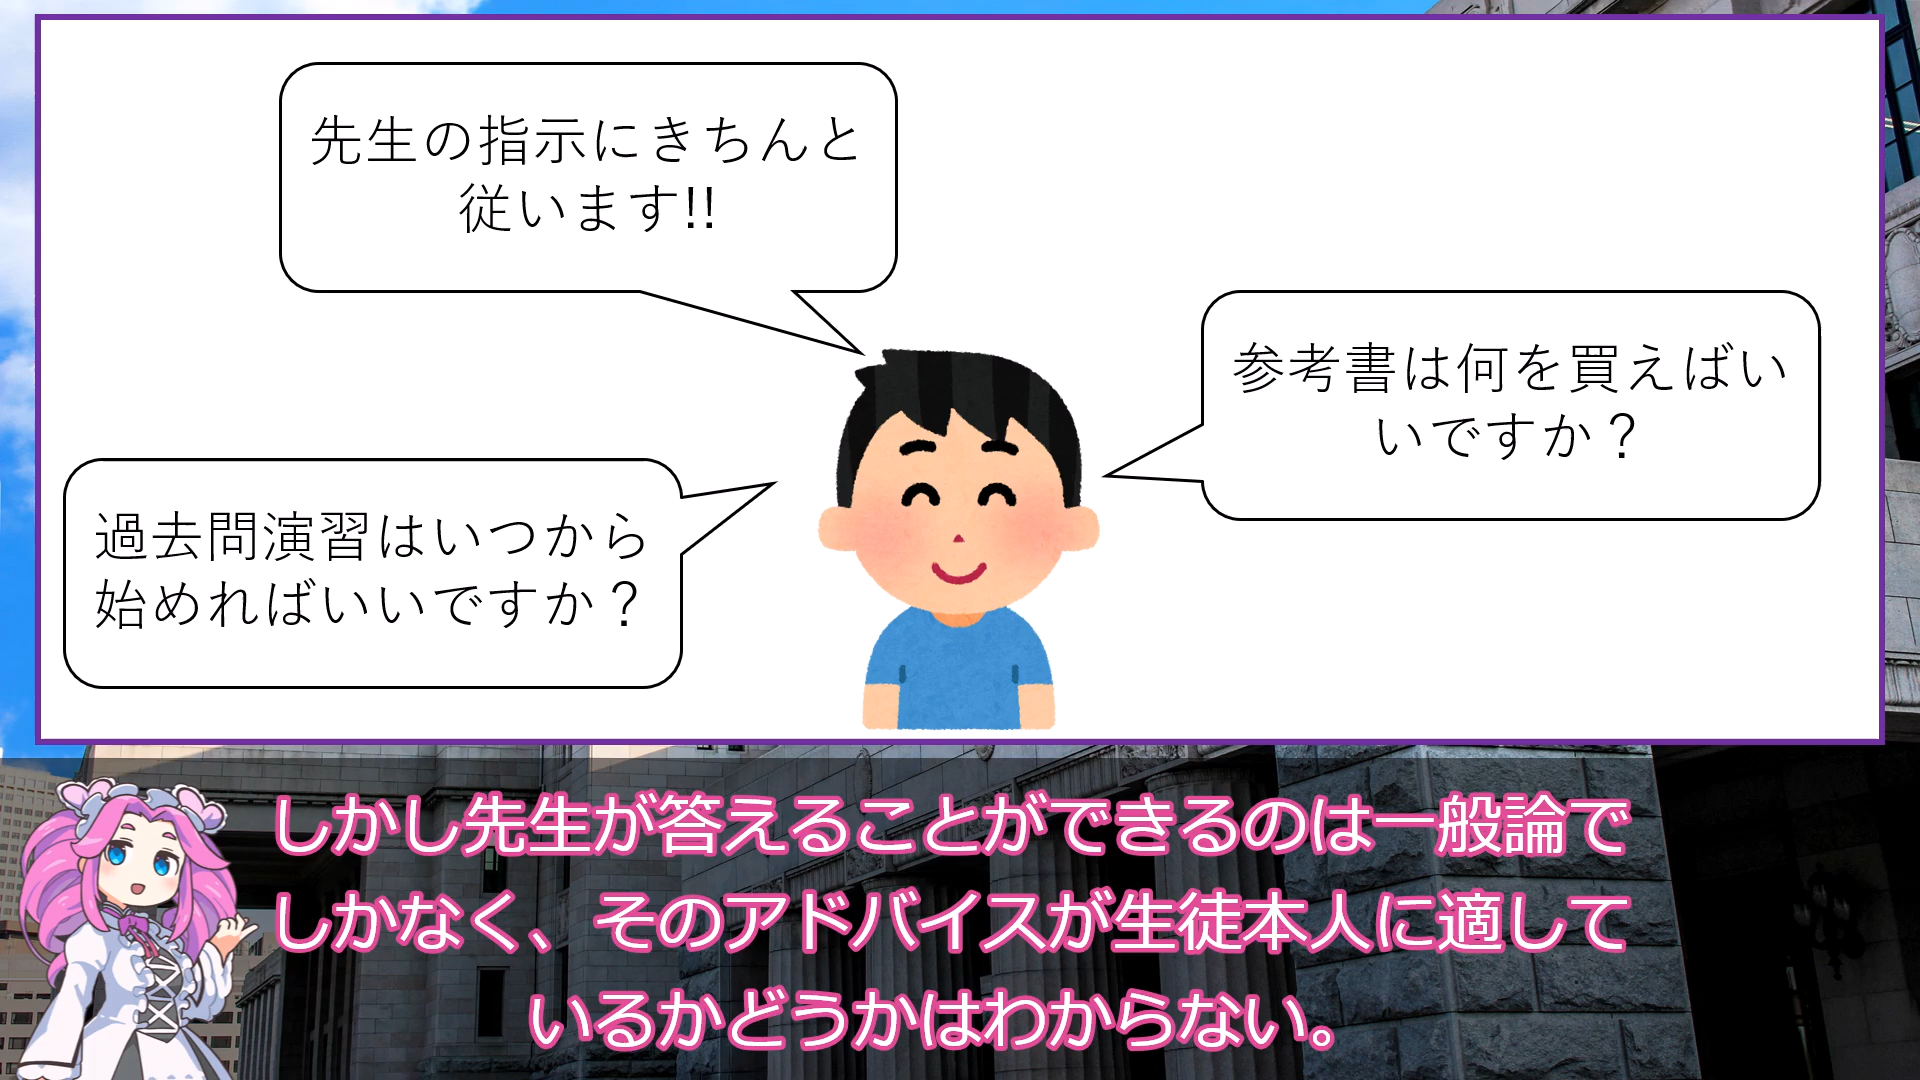 先生の指示にきちんと
従います!!
参考書は何を買えばい
いですか？
過去問演習はいつから
始めればいいですか？
しかし先生が答えることができるのは一般論で
しかなく、そのアドバイスが生徒本人に適して
いるかどうかはわからない。